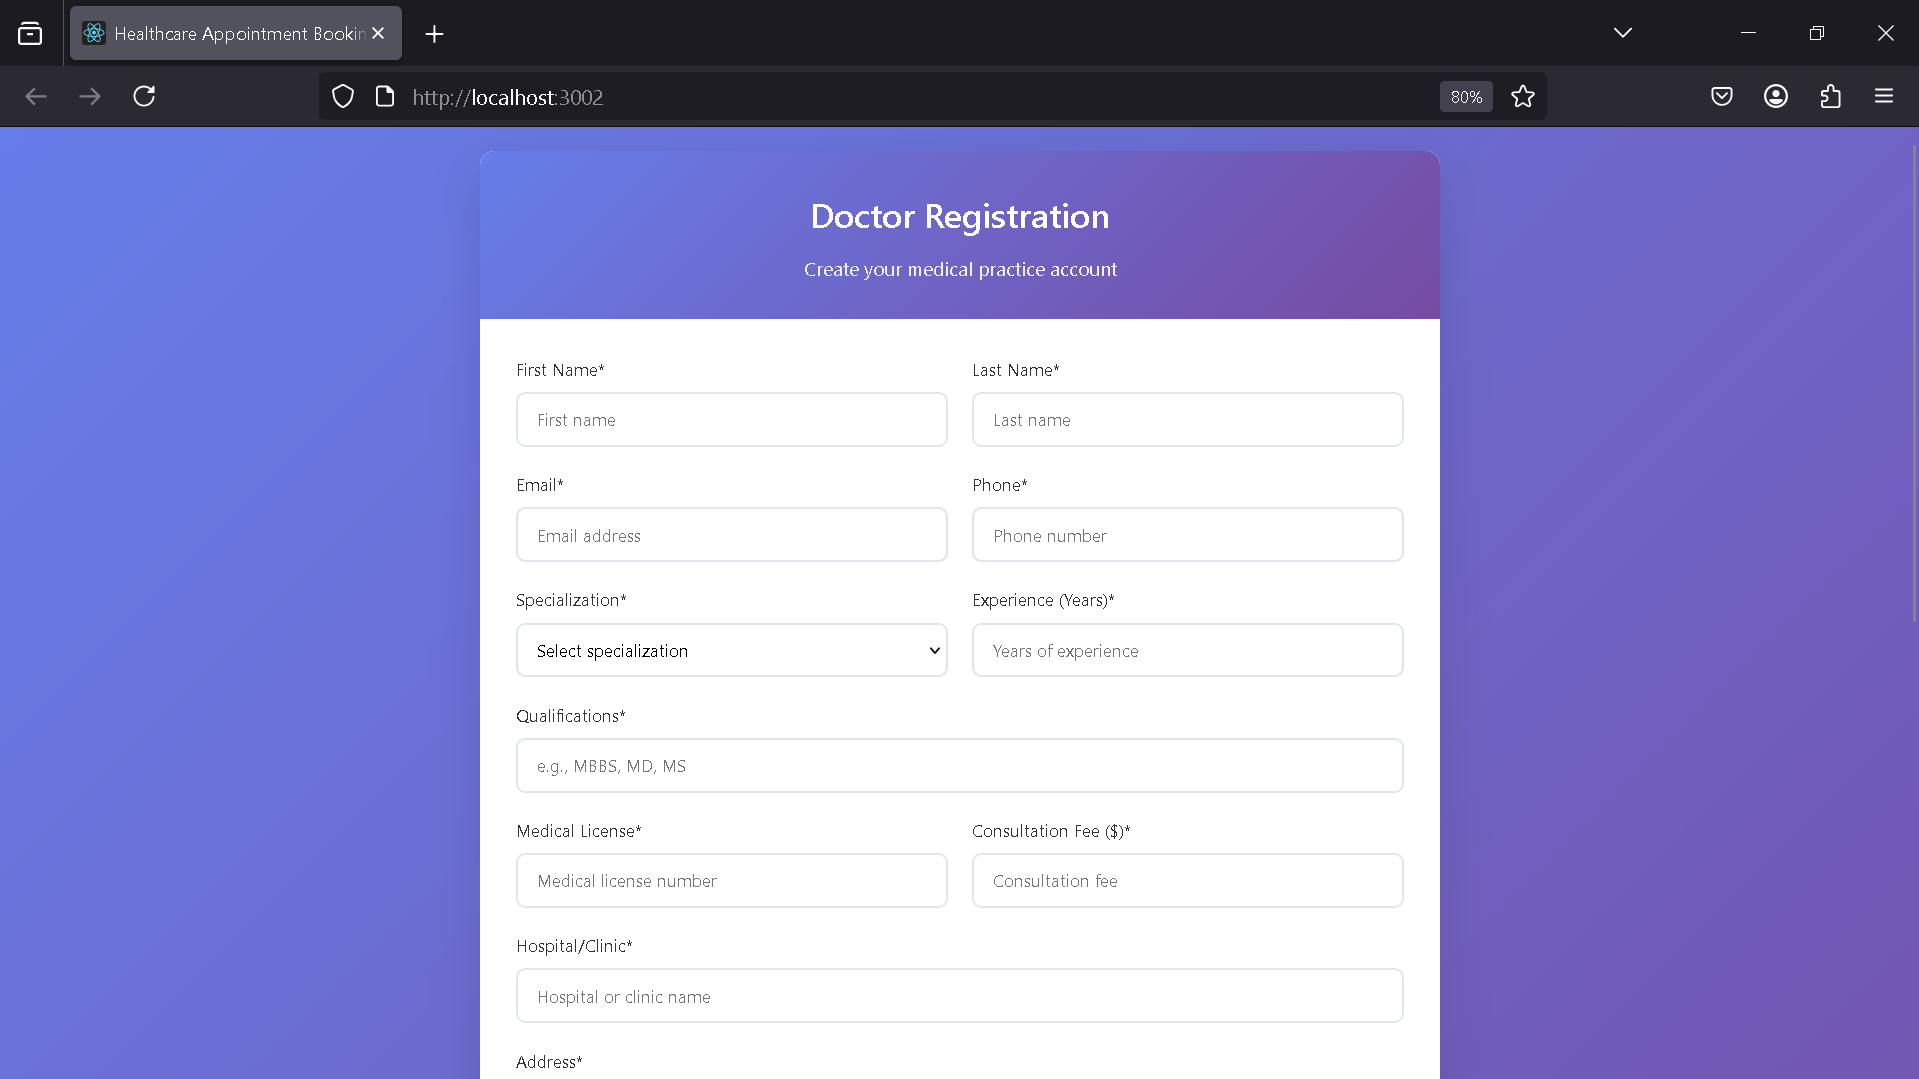 Healthcare Appointment Bookin
http://localhost:3002
80%
Doctor Registration
Create your medical practice account
First Name*
Last Name*
First name
Last name
Email*
Phone*
Email address
Phone number
Specialization*
Experience (Years)*
Select specialization
Years of experience
Qualifications*
e.g., MBBS, MD, MS
Medical License*
Consultation Fee ($)*
Medical license number
Consultation fee
Hospital/Clinic*
Hospital or clinic name
Address*